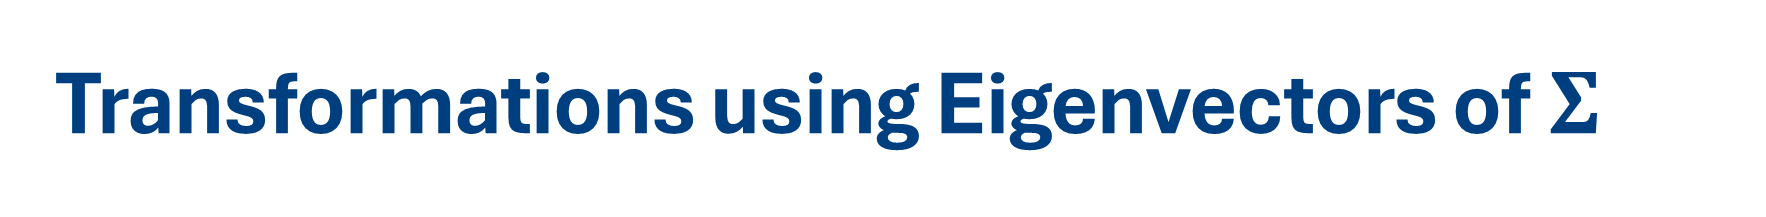 Transformations using Eigenvectors of Σ